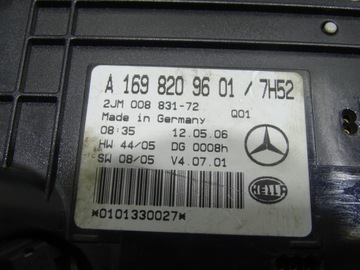 A 169 820 96 01 / 7H52
2JM 008 831-72 Q01
Made in Germany
08:35 12.05.06
HW 44/05 DG 0008h
SW 08/05 V4.07.01
HELLA
*0101330027*